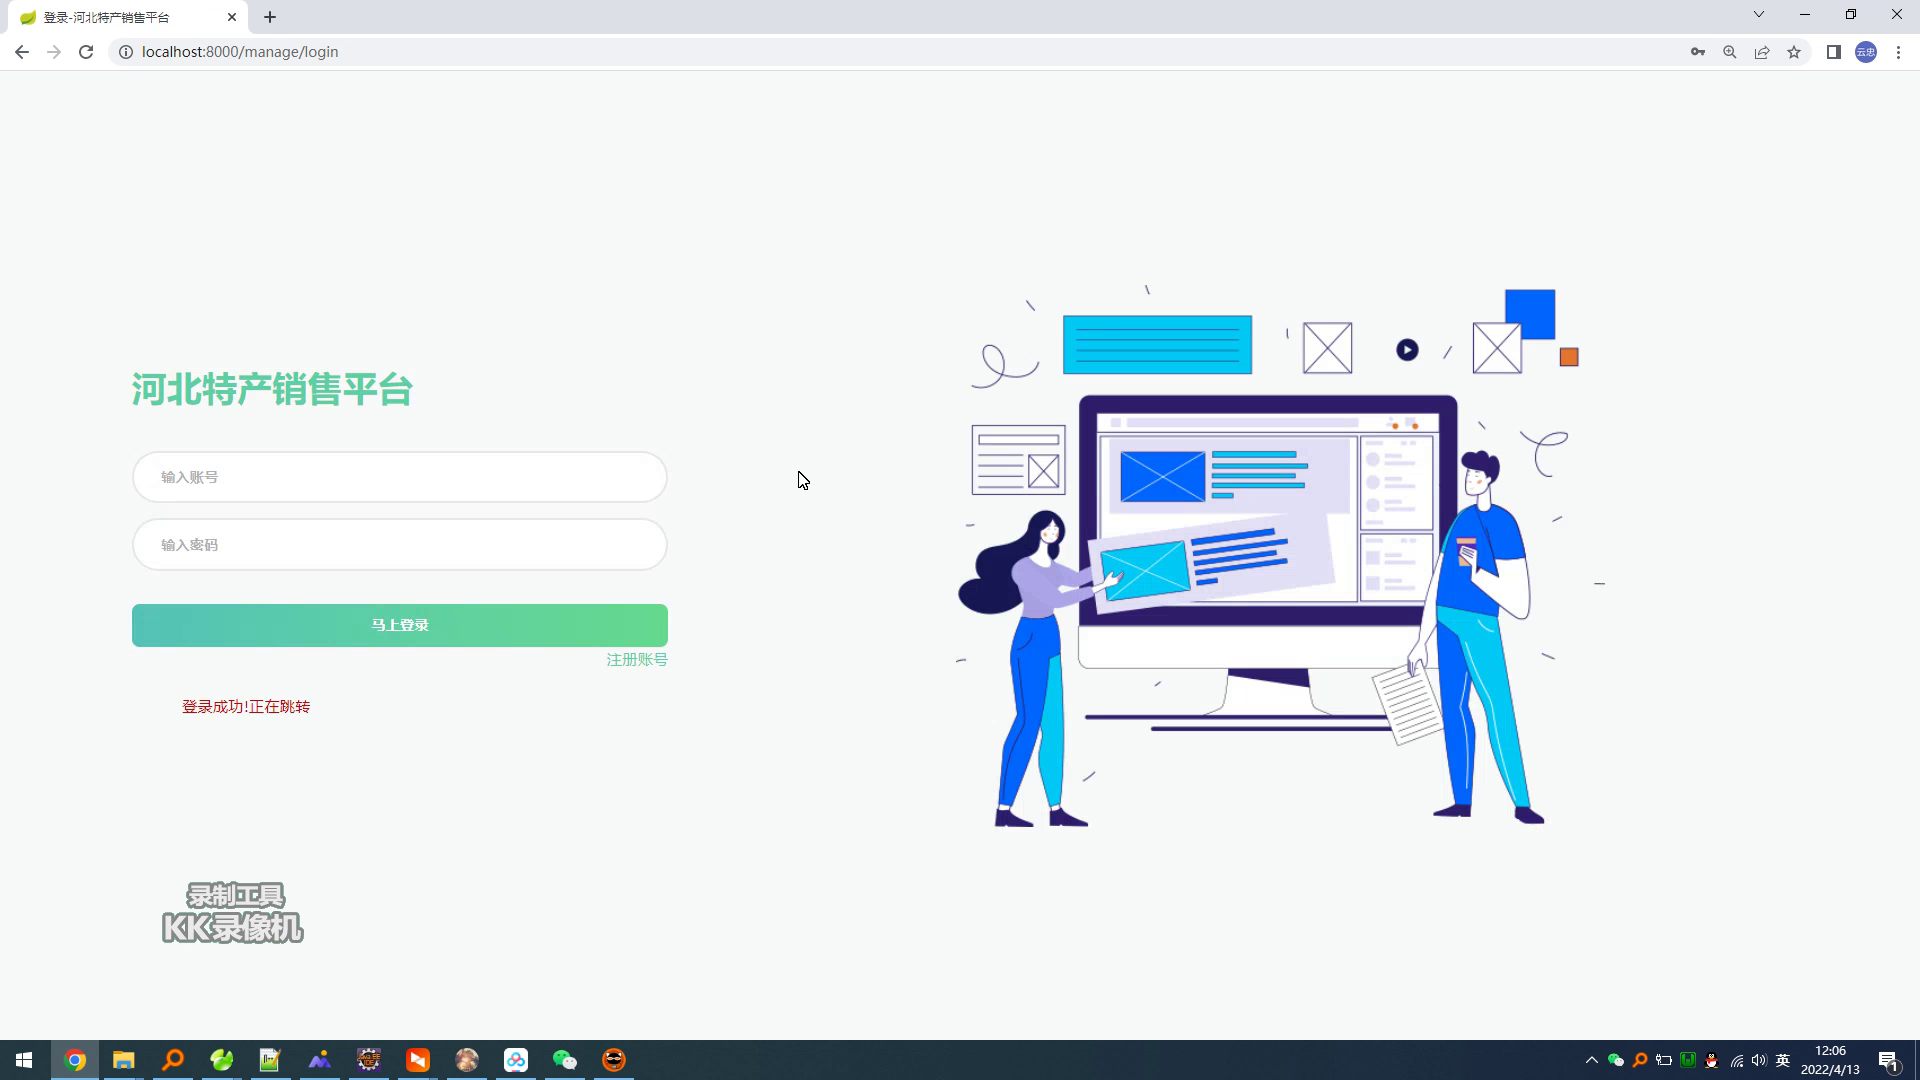 登录-河北特产销售平台
localhost:8000/manage/login
云忠
河北特产销售平台
输入账号
输入密码
马上登录
注册账号
登录成功!正在跳转
录制工具
KK录像机
英
12:06
2022/4/13
1